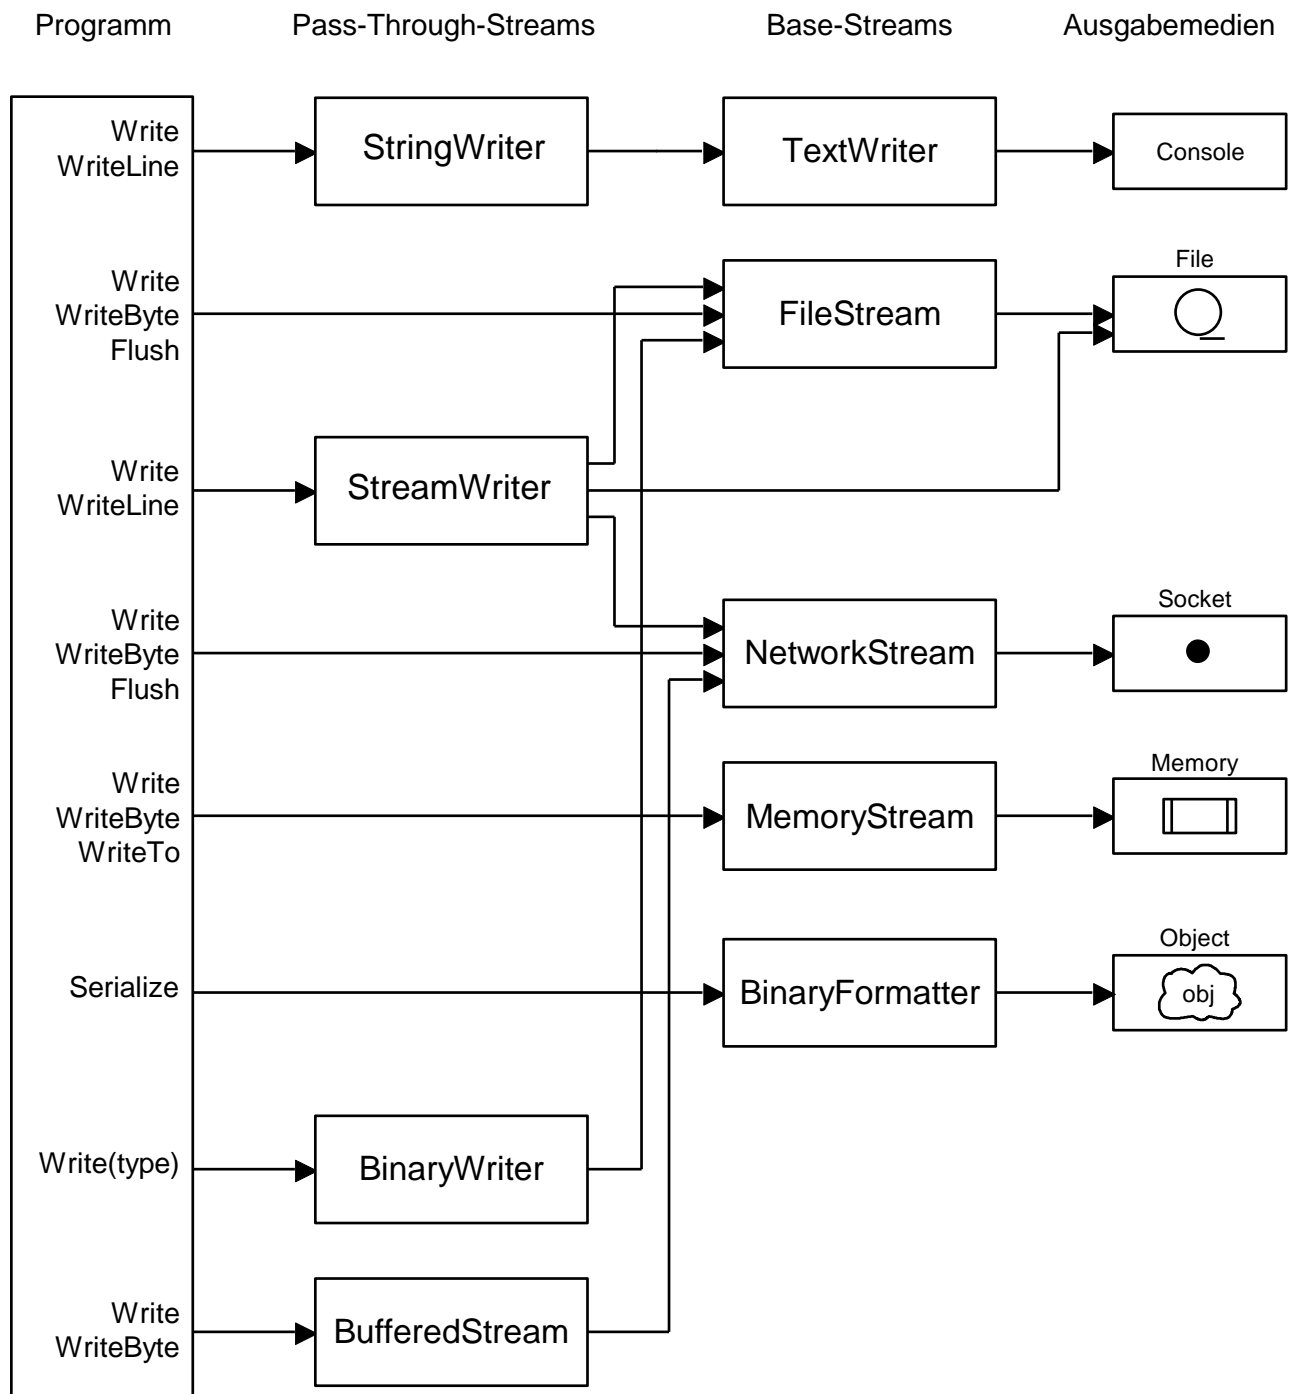 Programm
Pass-Through-Streams
Base-Streams
Ausgabemedien
Write
WriteLine
StringWriter
TextWriter
Console
Write
WriteByte
Flush
FileStream
File
Write
WriteLine
StreamWriter
Write
WriteByte
Flush
NetworkStream
Socket
Write
WriteByte
WriteTo
MemoryStream
Memory
Serialize
BinaryFormatter
Object
obj
Write(type)
BinaryWriter
Write
WriteByte
BufferedStream